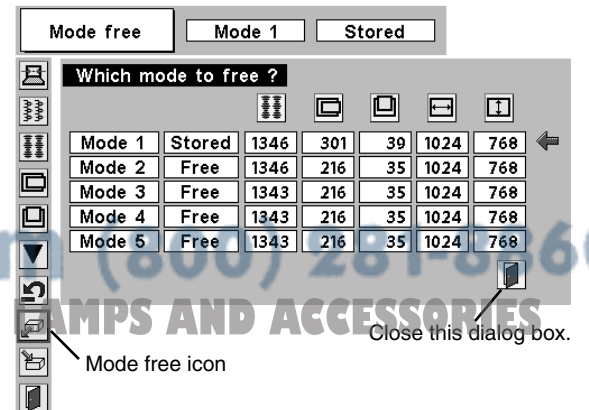 Mode free Mode 1 Stored
Which mode to free ?
Mode 1 Stored 1346 301 39 1024 768
Mode 2 Free 1346 216 35 1024 768
Mode 3 Free 1343 216 35 1024 768
Mode 4 Free 1343 216 35 1024 768
Mode 5 Free 1343 216 35 1024 768
m (800) 281-886
AMPS AND ACCESSORIES
Close this dialog box.
Mode free icon